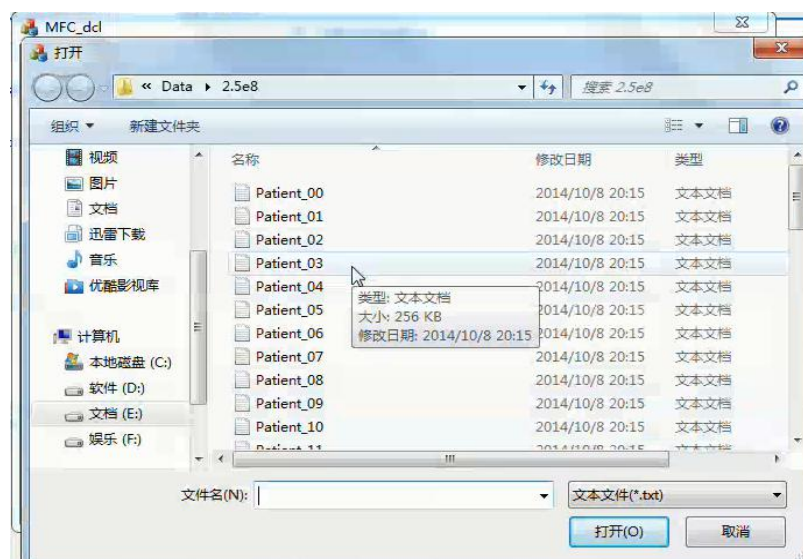 MFC_dcl
打开
« Data ▸ 2.5e8
搜索 2.5e8
组织 ▼ 新建文件夹
视频
图片
文档
迅雷下载
音乐
优酷影视库
计算机
本地磁盘 (C:)
软件 (D:)
文档 (E:)
娱乐 (F:)
名称 修改日期 类型
Patient_00 2014/10/8 20:15 文本文档
Patient_01 2014/10/8 20:15 文本文档
Patient_02 2014/10/8 20:15 文本文档
Patient_03 2014/10/8 20:15 文本文档
Patient_04 2014/10/8 20:15 文本文档
Patient_05 2014/10/8 20:15 文本文档
Patient_06 2014/10/8 20:15 文本文档
Patient_07 2014/10/8 20:15 文本文档
Patient_08 2014/10/8 20:15 文本文档
Patient_09 2014/10/8 20:15 文本文档
Patient_10 2014/10/8 20:15 文本文档
Patient_11 2014/10/8 20:15 文本文档
类型: 文本文档
大小: 256 KB
修改日期: 2014/10/8 20:15
文件名(N):
文本文件(*.txt)
打开(O) 取消